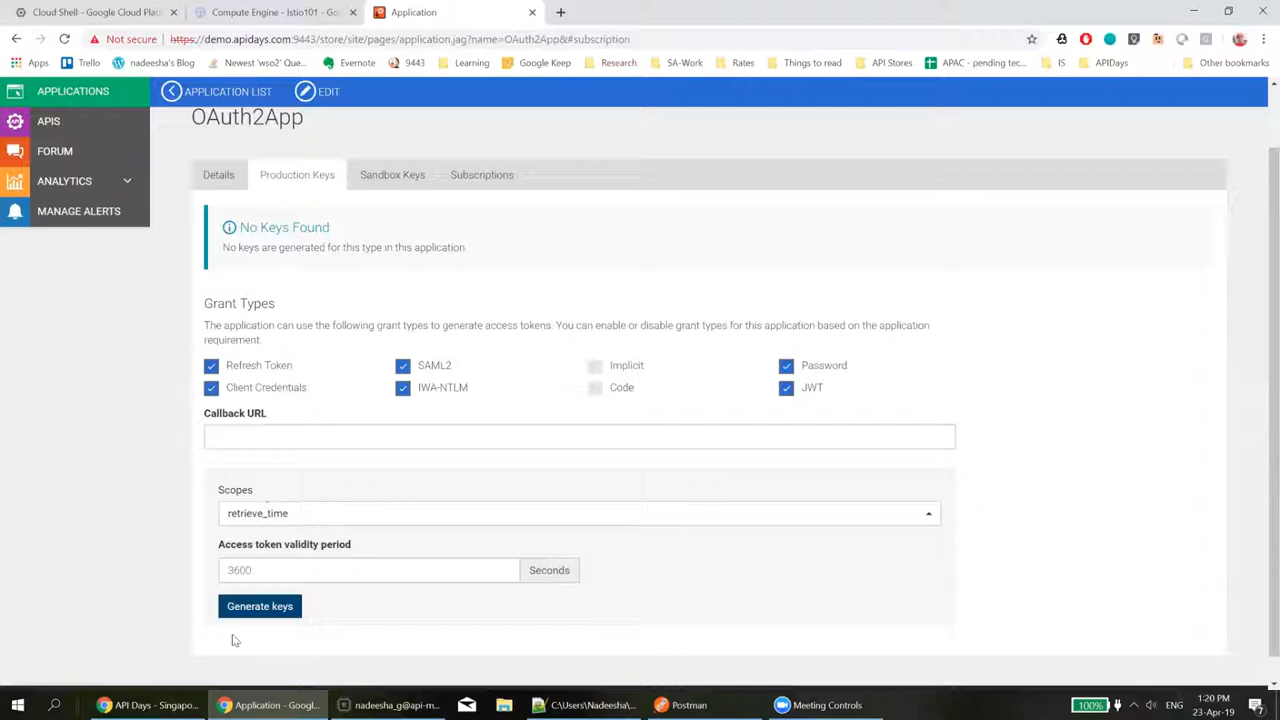 Cloud Shell - Google Cloud Platf
Compute Engine - Istio101 - Goo
Application
Not secure
https://demo.apidays.com:9443/store/site/pages/application.jag?name=OAuth2App&#subscription
Apps
Trello
nadeesha's Blog
Newest 'wso2' Que...
Evernote
9443
Learning
Google Keep
Research
SA-Work
Rates
Things to read
API Stores
APAC - pending tec...
IS
APIDays
Other bookmarks
APPLICATIONS
APPLICATION LIST
EDIT
APIS
FORUM
ANALYTICS
MANAGE ALERTS
OAuth2App
Details
Production Keys
Sandbox Keys
Subscriptions
No Keys Found
No keys are generated for this type in this application.
Grant Types
The application can use the following grant types to generate access tokens. You can enable or disable grant types for this application based on the application
requirement.
Refresh Token
SAML2
Implicit
Password
Client Credentials
IWA-NTLM
Code
JWT
Callback URL
Scopes
retrieve_time
Access token validity period
3600
Seconds
Generate keys
API Days - Singapo...
Application - Googl...
nadeesha_g@api-m...
C:\Users\Nadeesha\...
Postman
Meeting Controls
100%
1:20 PM
23-Apr-19